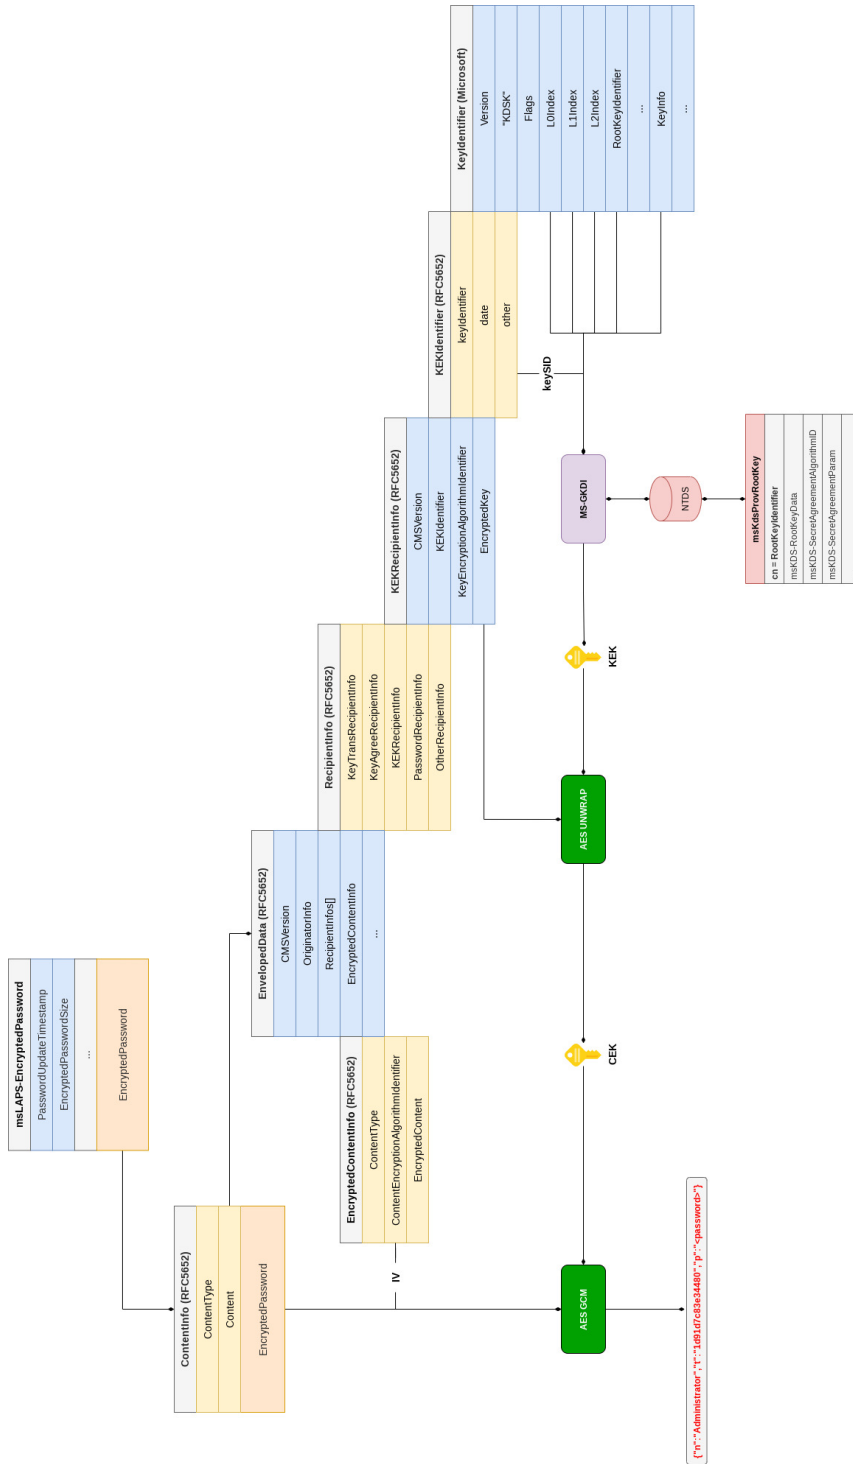 msLAPS-EncryptedPassword
PasswordUpdateTimestamp
EncryptedPasswordSize
...
EncryptedPassword
ContentInfo (RFC5652)
ContentType
Content
EncryptedPassword
EnvelopedData (RFC5652)
CMSVersion
OriginatorInfo
RecipientInfos[]
EncryptedContentInfo
...
EncryptedContentInfo (RFC5652)
ContentType
ContentEncryptionAlgorithmIdentifier
EncryptedContent
RecipientInfo (RFC5652)
KeyTransRecipientInfo
KeyAgreeRecipientInfo
KEKRecipientInfo
PasswordRecipientInfo
OtherRecipientInfo
KEKRecipientInfo (RFC5652)
CMSVersion
KEKIdentifier
KeyEncryptionAlgorithmIdentifier
EncryptedKey
KEKIdentifier (RFC5652)
keyIdentifier
date
other
KeyIdentifier (Microsoft)
Version
"KDSK"
Flags
L0Index
L1Index
L2Index
RootKeyIdentifier
...
KeyInfo
...
IV
keySID
AES GCM
CEK
AES UNWRAP
KEK
MS-GKDI
NTDS
msKdsProvRootKey
cn = RootKeyIdentifier
msKDS-RootKeyData
msKDS-SecretAgreementAlgorithmID
msKDS-SecretAgreementParam
{"n":"Administrator","t":"1d91d7c83e34480","p":"<password>"}